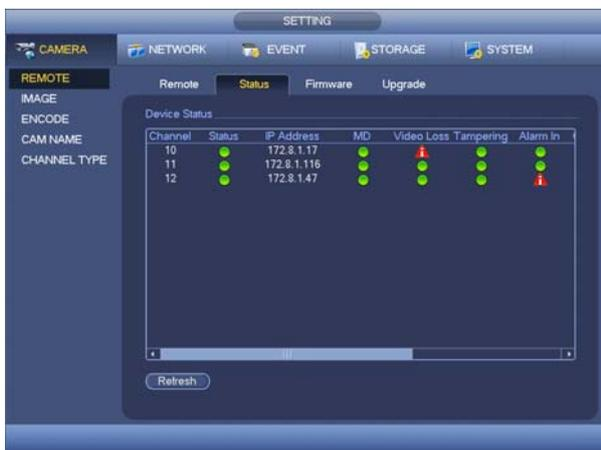 SETTING
CAMERA NETWORK EVENT STORAGE SYSTEM
REMOTE
IMAGE
ENCODE
CAM NAME
CHANNEL TYPE
Remote Status Firmware Upgrade
Device Status
Channel Status IP Address MD Video Loss Tampering Alarm In
10 172.8.1.17
11 172.8.1.116
12 172.8.1.47
Refresh